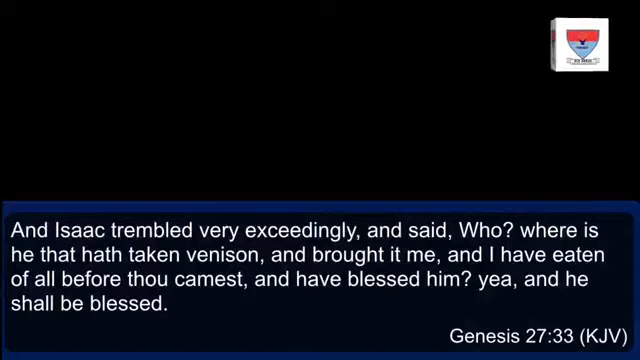 And Isaac trembled very exceedingly, and said, Who? where is
he that hath taken venison, and brought it me, and I have eaten
of all before thou camest, and have blessed him? yea, and he
shall be blessed.
Genesis 27:33 (KJV)